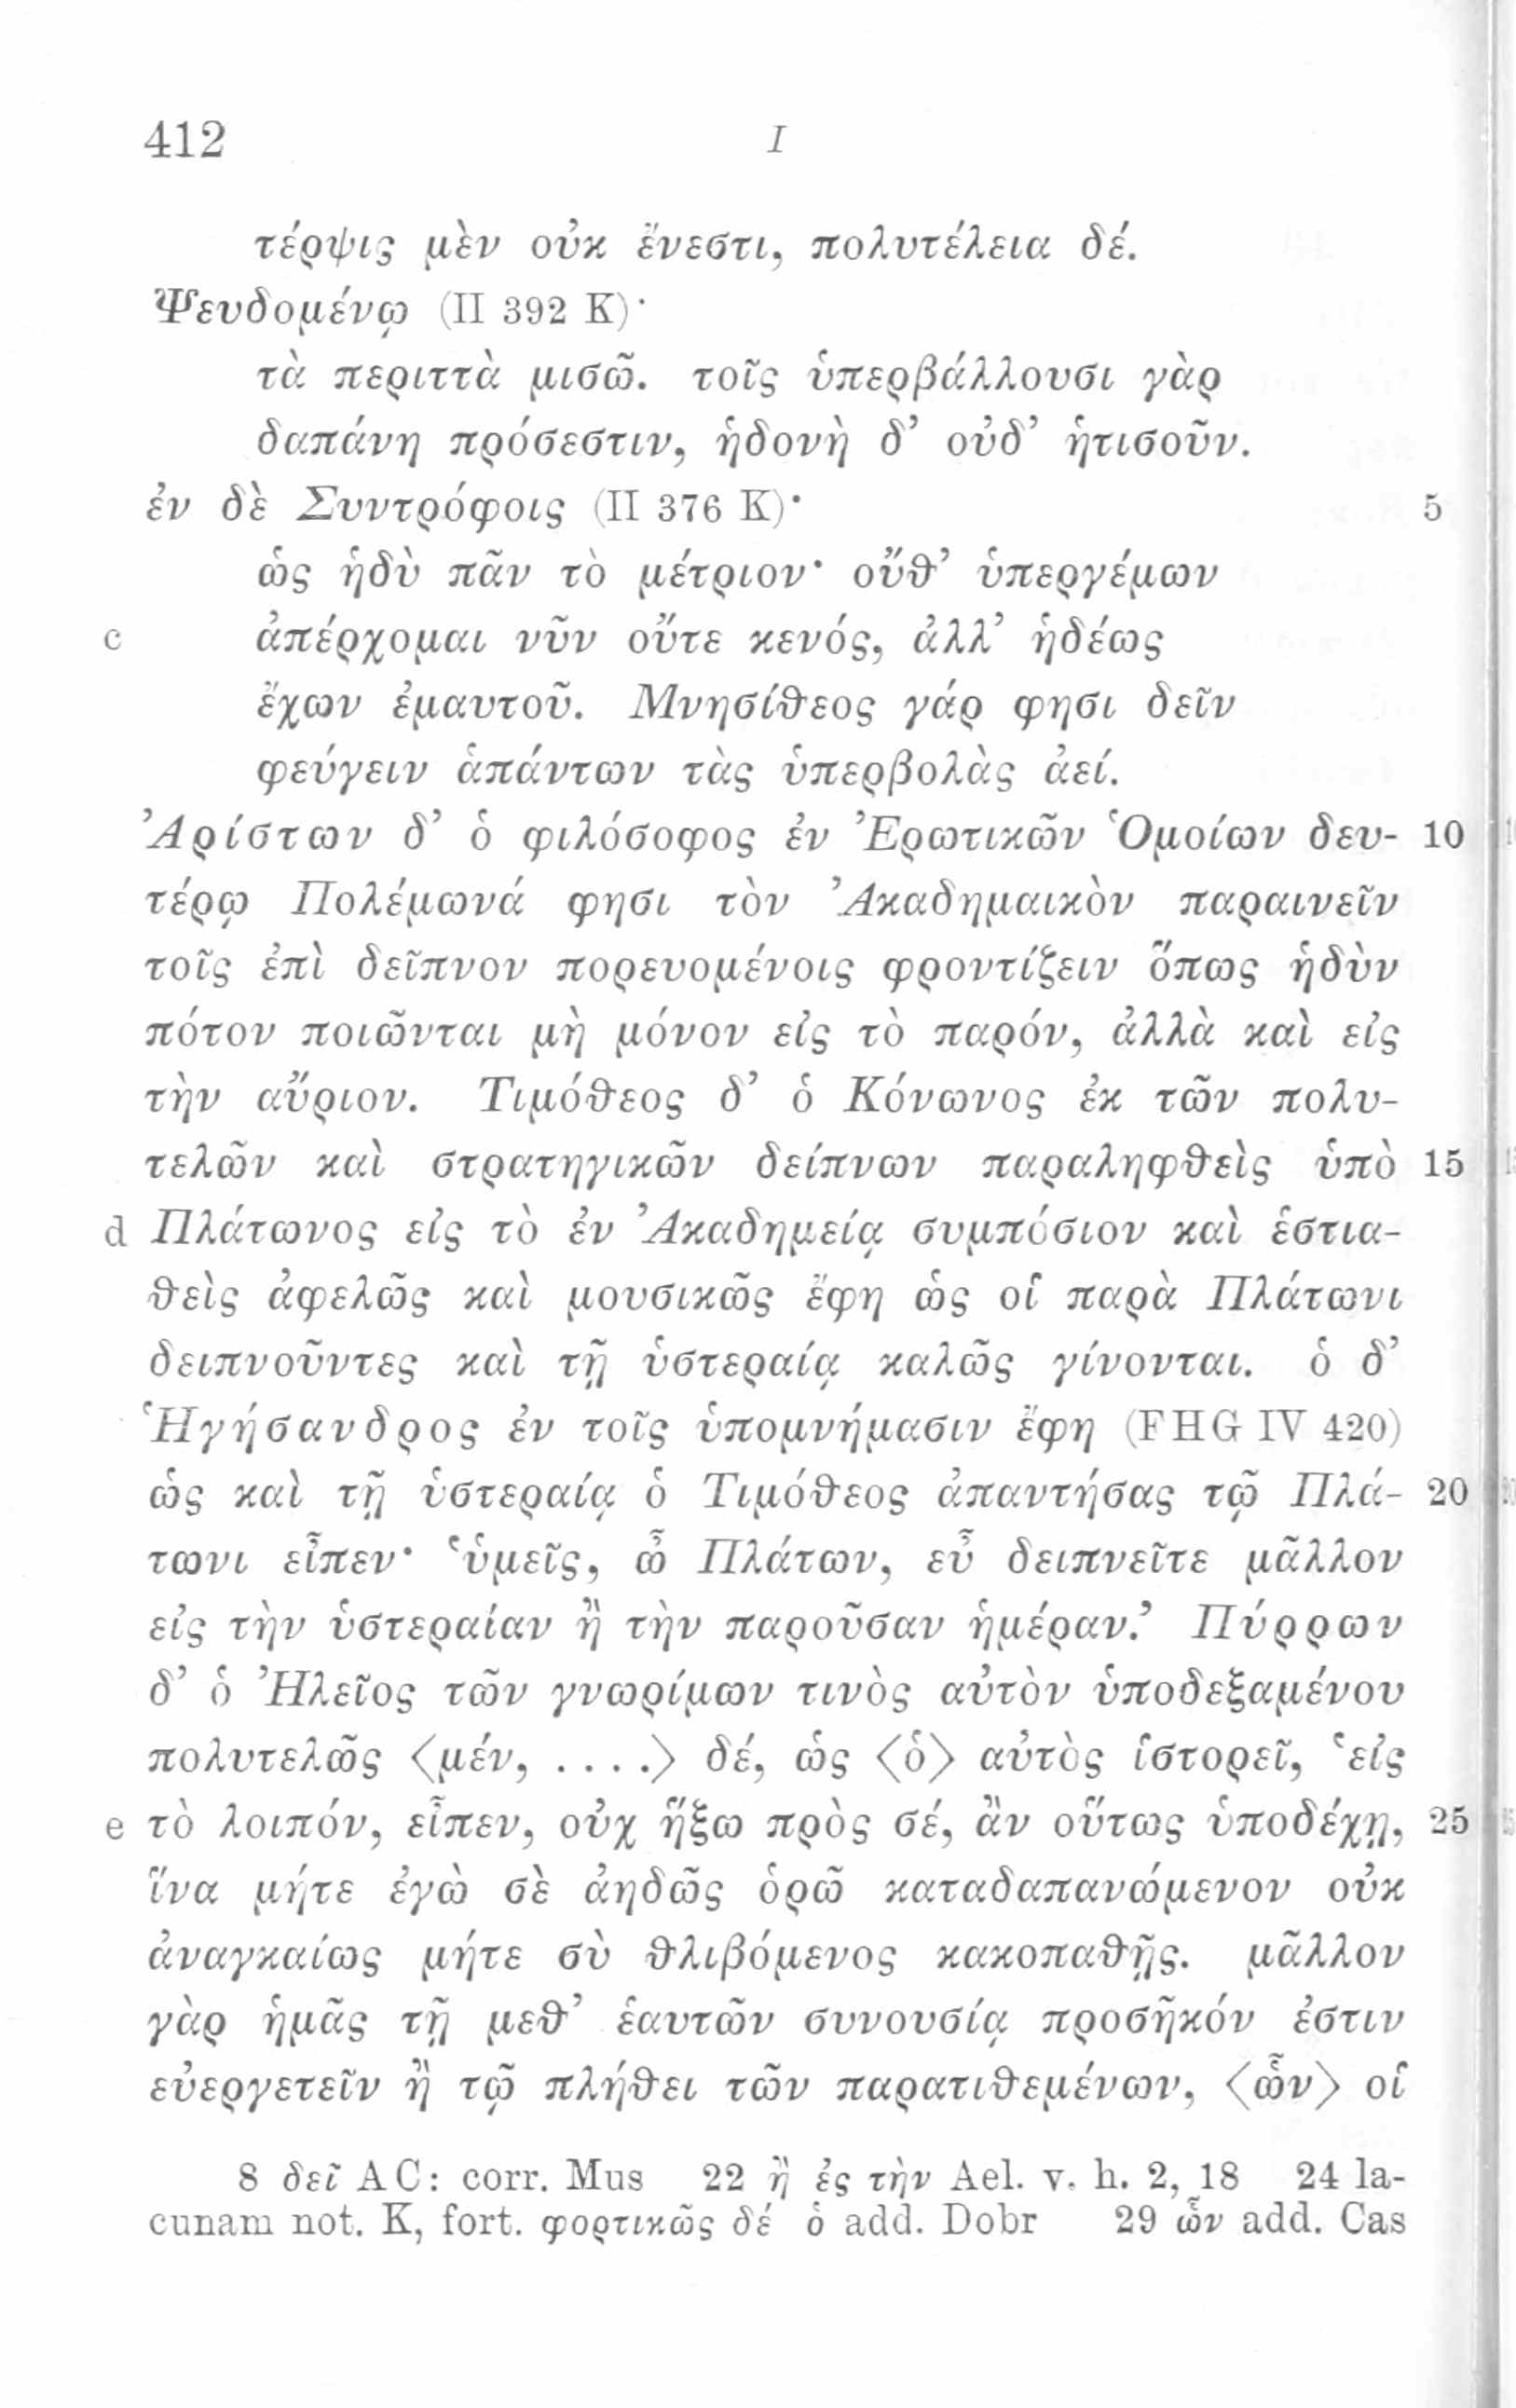 412 I
τέρψις μὲν οὐκ ἔνεστι, πολυτέλεια δέ.
Ψευδομένῳ (II 392 K)·
τὰ περιττὰ μισῶ. τοῖς ὑπερβάλλουσι γὰρ
δαπάνη πρόσεστιν, ἡδονὴ δ’ οὐδ’ ἡτισοῦν.
ἐν δὲ Συντρόφοις (II 376 K)· 5
ὡς ἡδὺ πᾶν τὸ μέτριον· οὔθ’ ὑπεργέμων
c ἀπέρχομαι νῦν οὔτε κενός, ἀλλ’ ἡδέως
ἔχων ἐμαυτοῦ. Μνησίθεος γάρ φησι δεῖν
φεύγειν ἁπάντων τὰς ὑπερβολὰς ἀεί.
Ἀρίστων δ’ ὁ φιλόσοφος ἐν Ἐρωτικῶν Ὁμοίων δευ- 10
τέρῳ Πολέμωνά φησι τὸν Ἀκαδημαικὸν παραινεῖν
τοῖς ἐπὶ δεῖπνον πορευομένοις φροντίζειν ὅπως ἡδὺν
πότον ποιῶνται μὴ μόνον εἰς τὸ παρόν, ἀλλὰ καὶ εἰς
τὴν αὔριον. Τιμόθεος δ’ ὁ Κόνωνος ἐκ τῶν πολυ-
τελῶν καὶ στρατηγικῶν δείπνων παραληφθεὶς ὑπὸ 15
d Πλάτωνος εἰς τὸ ἐν Ἀκαδημείᾳ συμπόσιον καὶ ἑστια-
θεὶς ἀφελῶς καὶ μουσικῶς ἔφη ὡς οἱ παρὰ Πλάτωνι
δειπνοῦντες καὶ τῇ ὑστεραίᾳ καλῶς γίνονται. ὁ δ’
Ἡγήσανδρος ἐν τοῖς ὑπομνήμασιν ἔφη (FHG IV 420)
ὡς καὶ τῇ ὑστεραίᾳ ὁ Τιμόθεος ἀπαντήσας τῷ Πλά- 20
τωνι εἶπεν· ‘ὑμεῖς, ὦ Πλάτων, εὖ δειπνεῖτε μᾶλλον
εἰς τὴν ὑστεραίαν ἢ τὴν παροῦσαν ἡμέραν.’ Πύρρων
δ’ ὁ Ἠλεῖος τῶν γνωρίμων τινὸς αὐτὸν ὑποδεξαμένου
πολυτελῶς <μέν, ....> δέ, ὡς <ὁ> αὐτὸς ἱστορεῖ, ‘εἰς
e τὸ λοιπόν, εἶπεν, οὐχ ἥξω πρὸς σέ, ἂν οὕτως ὑποδέχῃ, 25
ἵνα μήτε ἐγὼ σὲ ἀηδῶς ὁρῶ καταδαπανώμενον οὐκ
ἀναγκαίως μήτε σὺ θλιβόμενος κακοπαθῇς. μᾶλλον
γὰρ ἡμᾶς τῇ μεθ’ ἑαυτῶν συνουσίᾳ προσῆκόν ἐστιν
εὐεργετεῖν ἢ τῷ πλήθει τῶν παρατιθεμένων, <ὧν> οἱ
8 δεῖ AC: corr. Mus 22 ἢ ἐς τὴν Ael. v. h. 2, 18 24 la-
cunam not. K, fort. φορτικῶς δέ ὁ add. Dobr 29 ὧν add. Cas